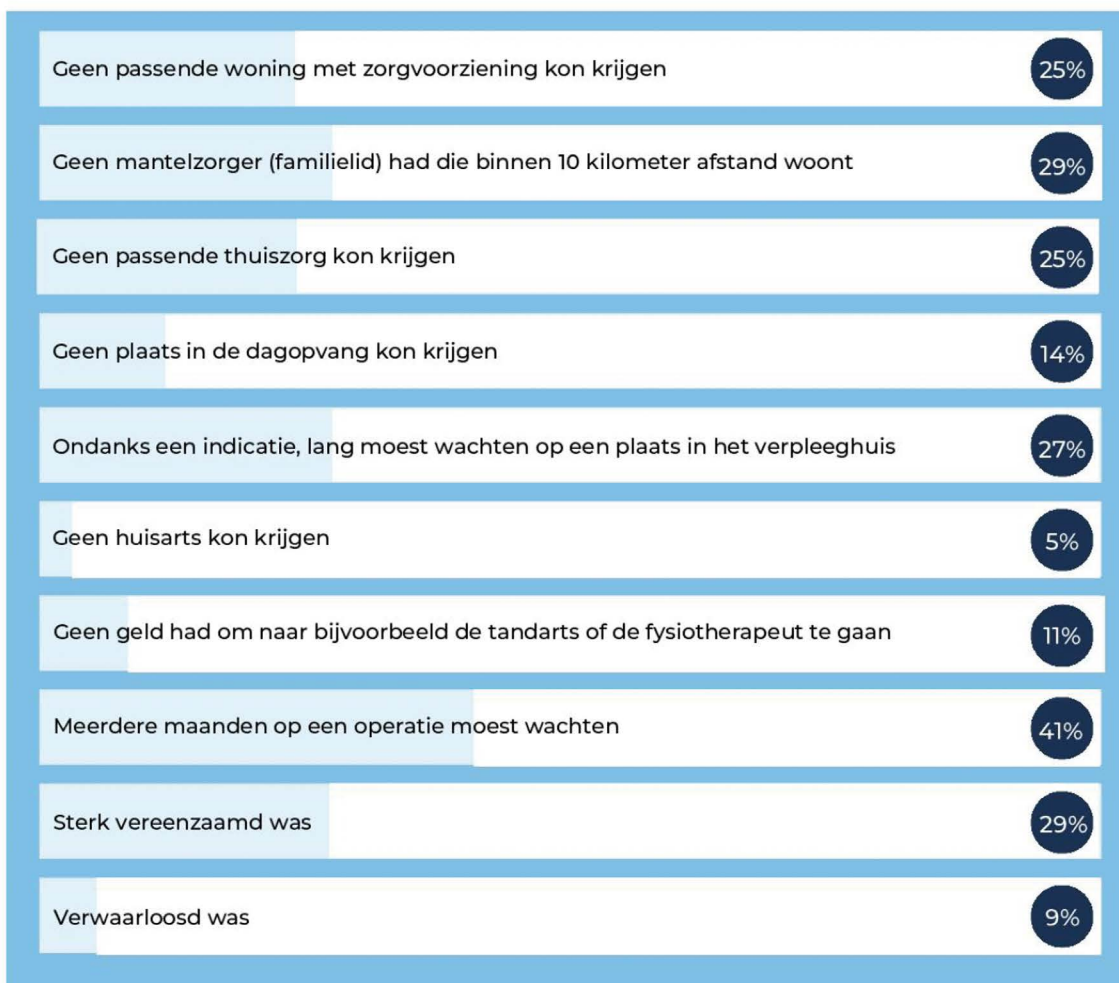 Geen passende woning met zorgvoorziening kon krijgen 25%
Geen mantelzorger (familielid) had die binnen 10 kilometer afstand woont 29%
Geen passende thuiszorg kon krijgen 25%
Geen plaats in de dagopvang kon krijgen 14%
Ondanks een indicatie, lang moest wachten op een plaats in het verpleeghuis 27%
Geen huisarts kon krijgen 5%
Geen geld had om naar bijvoorbeeld de tandarts of de fysiotherapeut te gaan 11%
Meerdere maanden op een operatie moest wachten 41%
Sterk vereenzaamd was 29%
Verwaarloosd was 9%